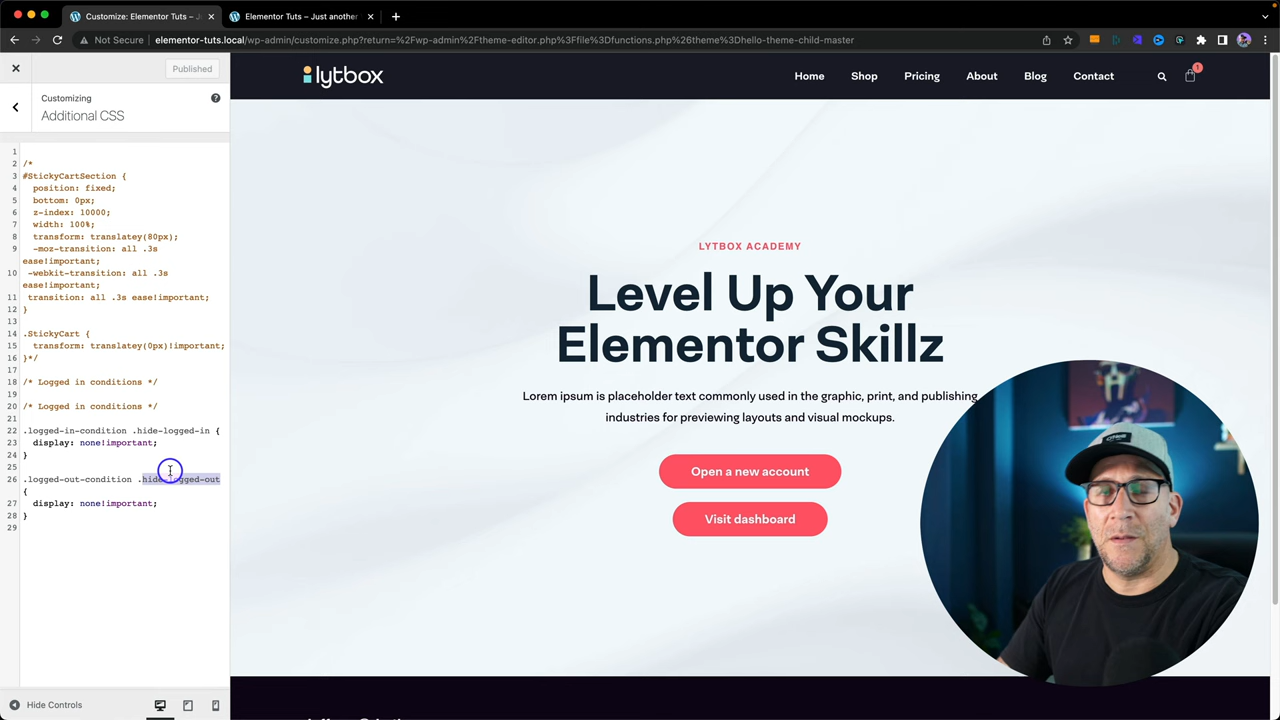 Customize: Elementor Tuts – J
Elementor Tuts – Just another
Not Secure
elementor-tuts.local/wp-admin/customize.php?return=%2Fwp-admin%2Ftheme-editor.php%3Ffile%3Dfunctions.php%26theme%3Dhello-theme-child-master
Published
Customizing
Additional CSS
1
2 /*
3 #StickyCartSection {
4 position: fixed;
5 bottom: 0px;
6 z-index: 10000;
7 width: 100%;
8 transform: translatey(80px);
9 -moz-transition: all .3s
ease!important;
10 -webkit-transition: all .3s
ease!important;
11 transition: all .3s ease!important;
12 }
13
14 .StickyCart {
15 transform: translatey(0px)!important;
16 }*/
17
18 /* Logged in conditions */
19
20 /* Logged in conditions */
21
22 .logged-in-condition .hide-logged-in {
23 display: none!important;
24 }
25
26 .logged-out-condition .hide-logged-out
{
27 display: none!important;
28 }
29
Hide Controls
lytbox
Home Shop Pricing About Blog Contact
1
LYTBOX ACADEMY
Level Up Your
Elementor Skillz
Lorem ipsum is placeholder text commonly used in the graphic, print, and publishing
industries for previewing layouts and visual mockups.
Open a new account
Visit dashboard